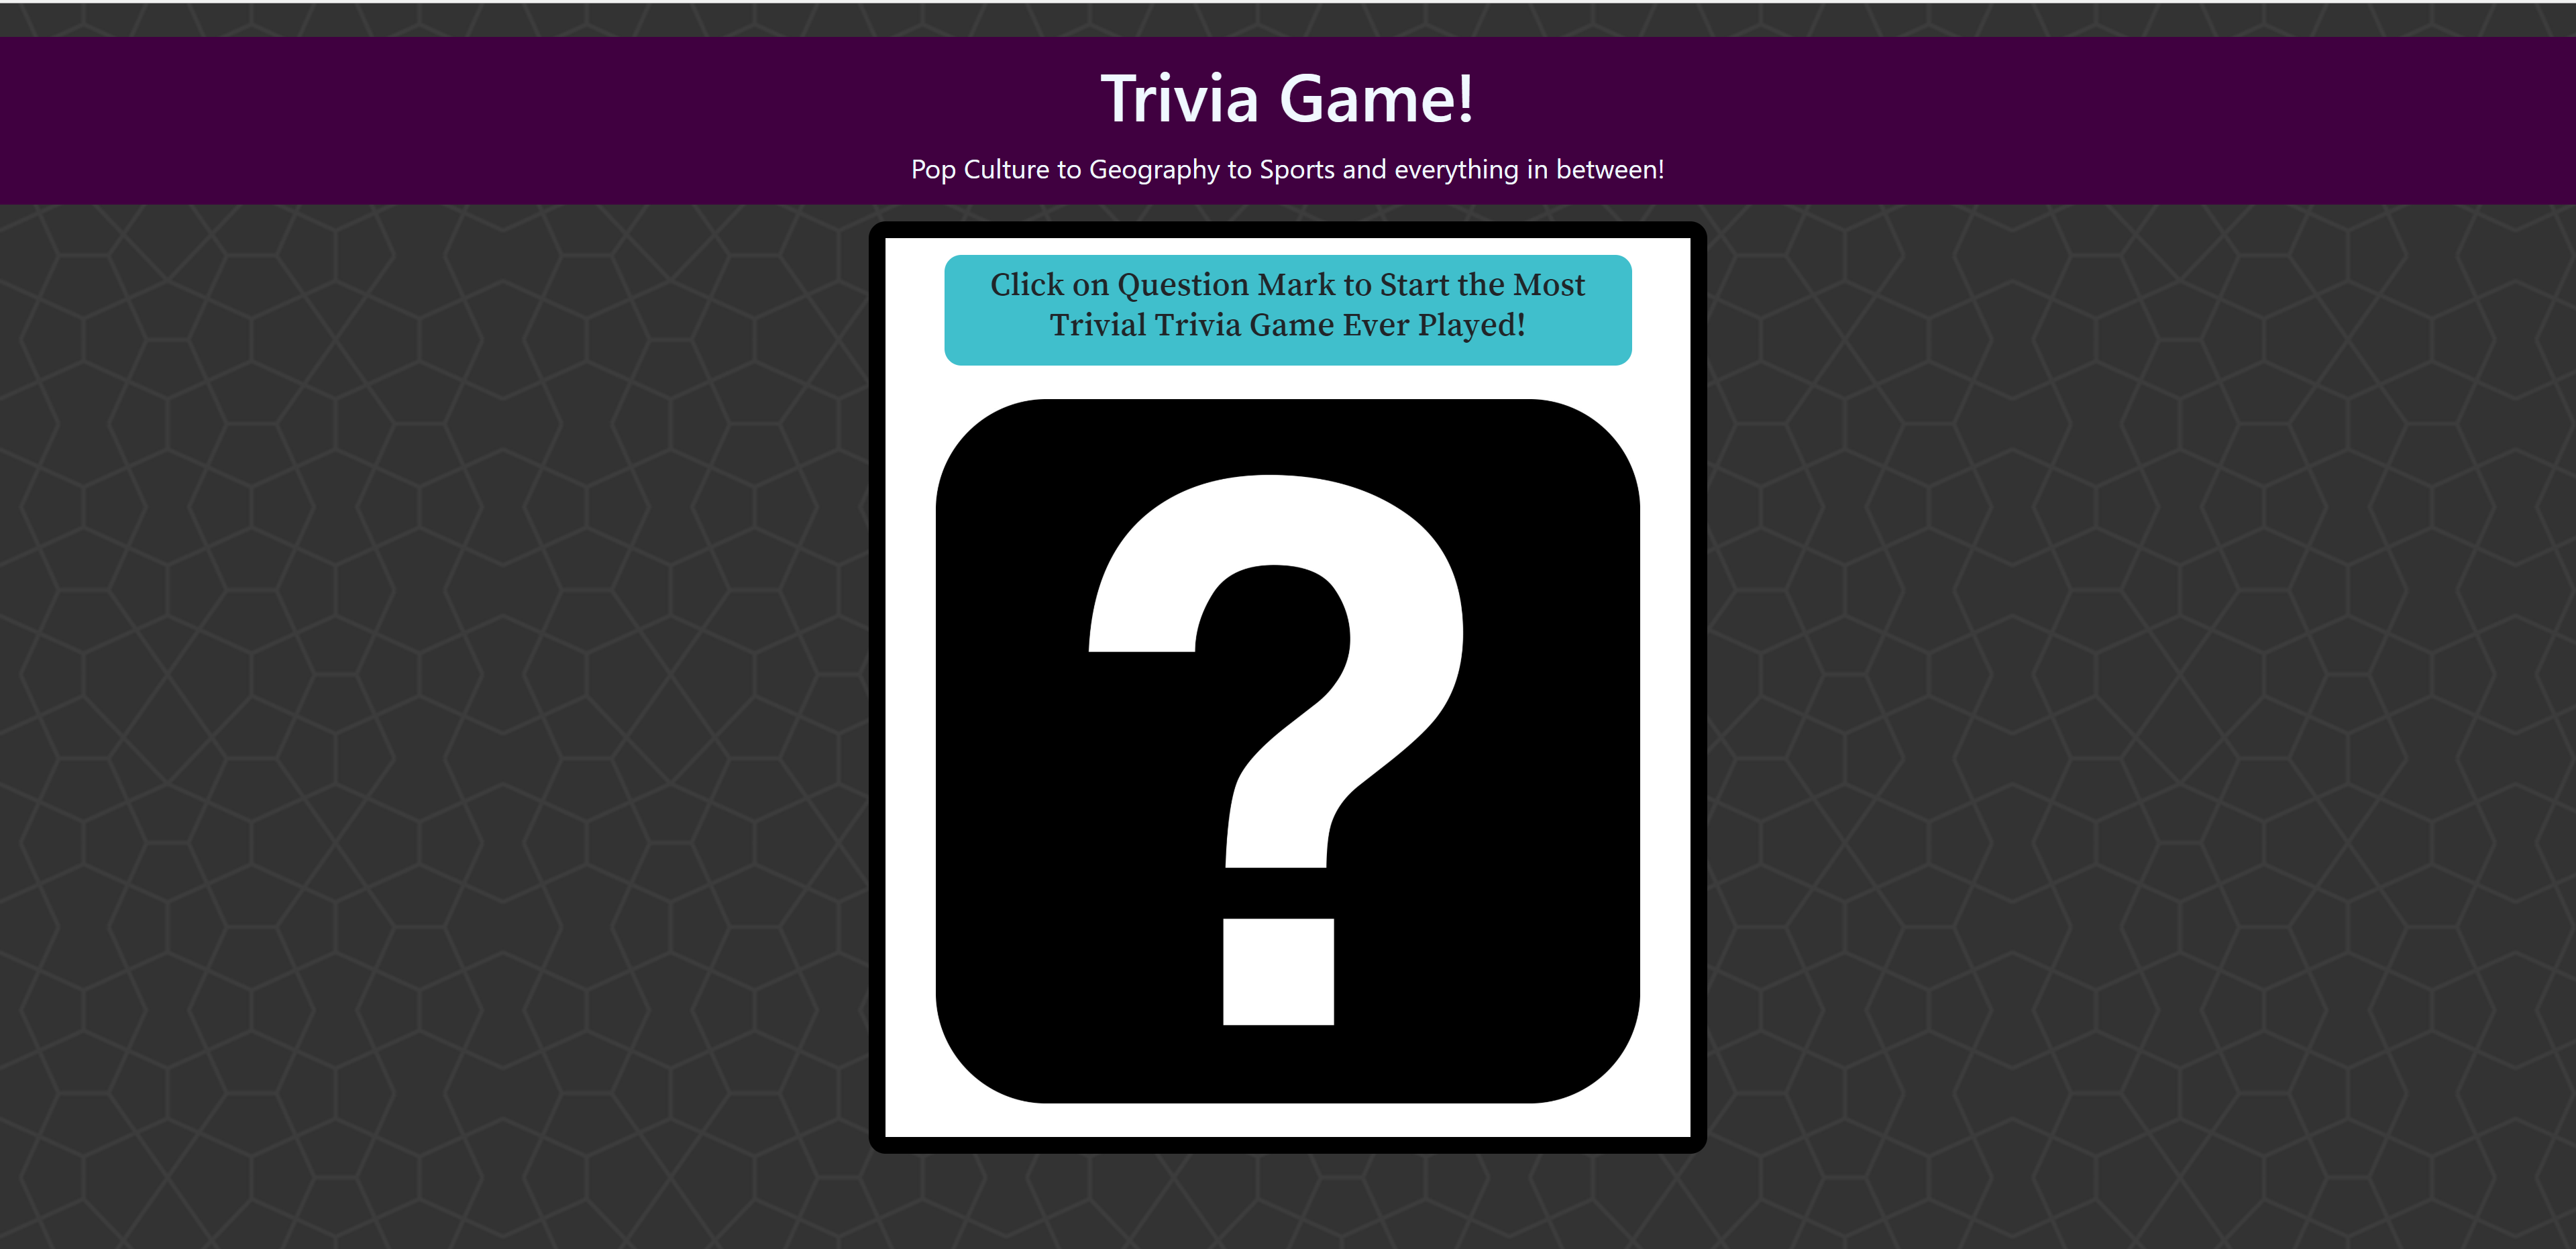 Trivia Game!
Pop Culture to Geography to Sports and everything in between!
Click on Question Mark to Start the Most
Trivial Trivia Game Ever Played!
?